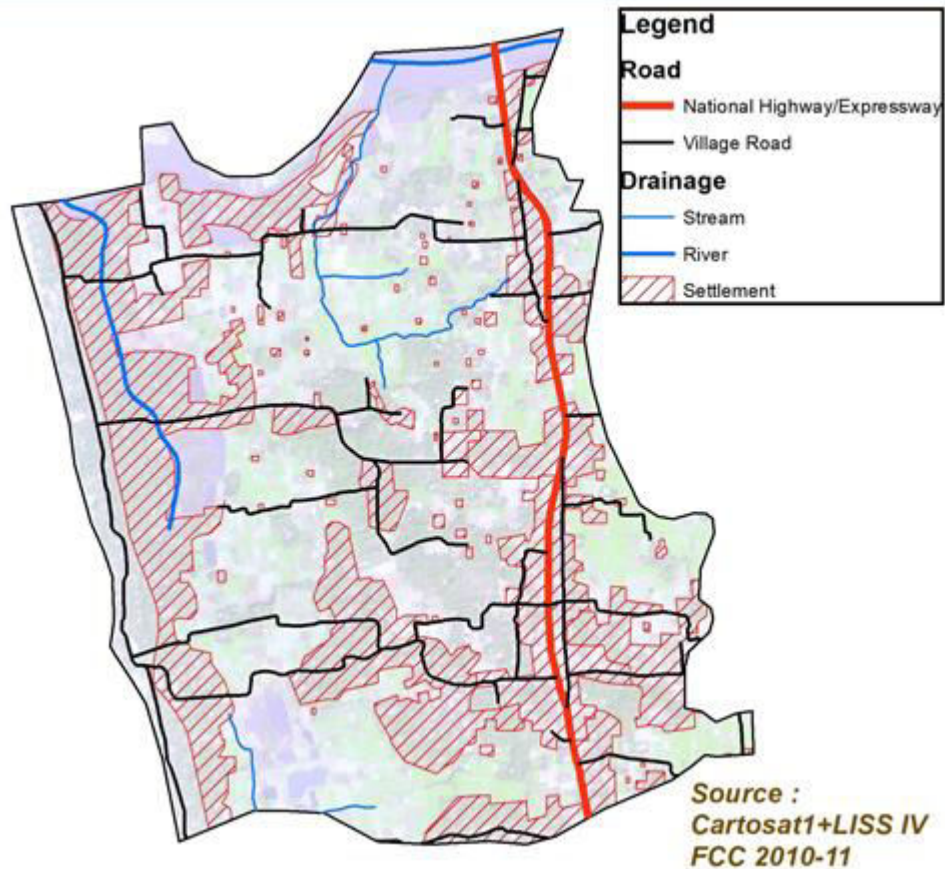 Legend
Road
National Highway/Expressway
Village Road
Drainage
Stream
River
Settlement
Source :
Cartosat1+LISS IV
FCC 2010-11